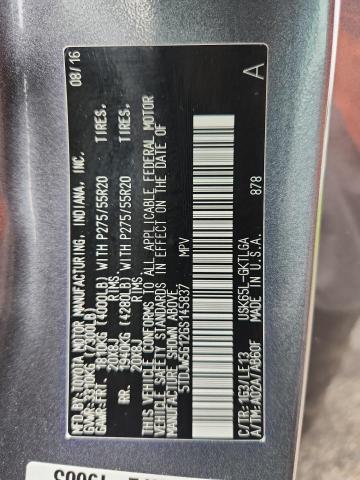 MFD.BY:TOYOTA MOTOR MANUFACTURING, INDIANA, INC. 08/16
GVWR:3310KG(7300LB)
GAWR:FRT. 1810KG (4000LB) WITH P275/55R20 TIRES,
20X8J RIMS
RR. 1940KG (4280LB) WITH P275/55R20 TIRES,
20X8J RIMS
THIS VEHICLE CONFORMS TO ALL APPLICABLE FEDERAL MOTOR
VEHICLE SAFETY STANDARDS IN EFFECT ON THE DATE OF
MANUFACTURE SHOWN ABOVE.
5TDJW5G12GS145837 MPV
A
C/TR:1G3/LE13 USK65L-GKTLGA
A/TM:-A02A/AB60F MADE IN U.S.A. 878